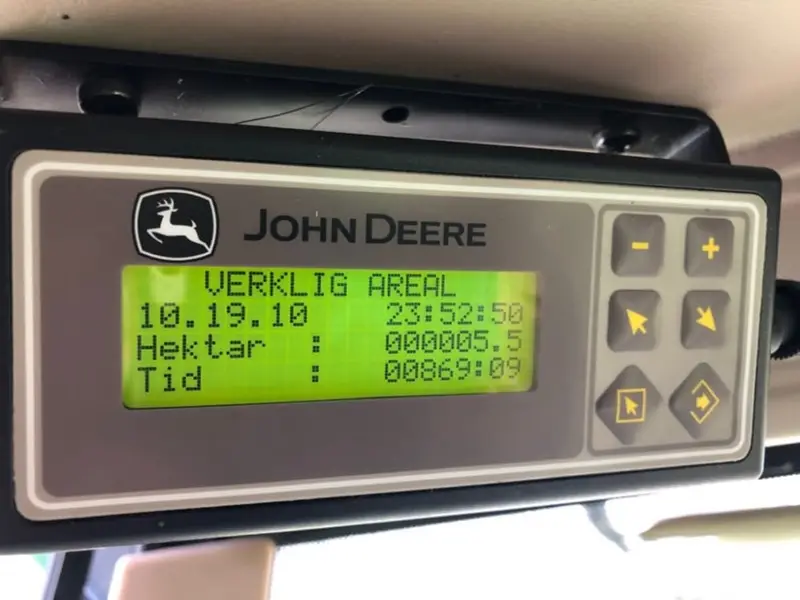 JOHN DEERE
VERKLIG AREAL
10.19.10 23:52:50
Hektar : 000005.5
Tid : 00869:09
- +